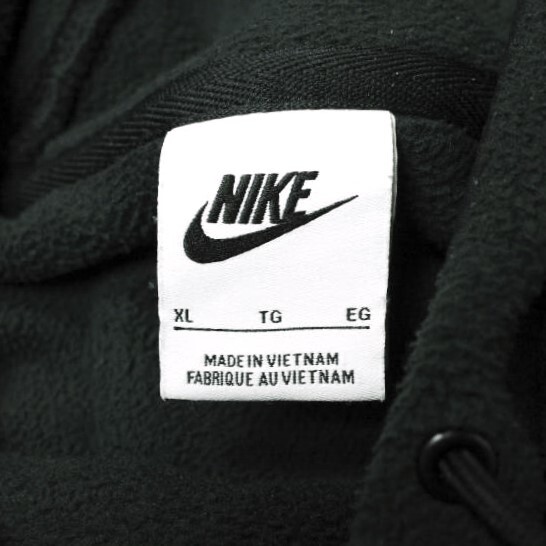 NIKE
XL TG EG
MADE IN VIETNAM
FABRIQUE AU VIETNAM